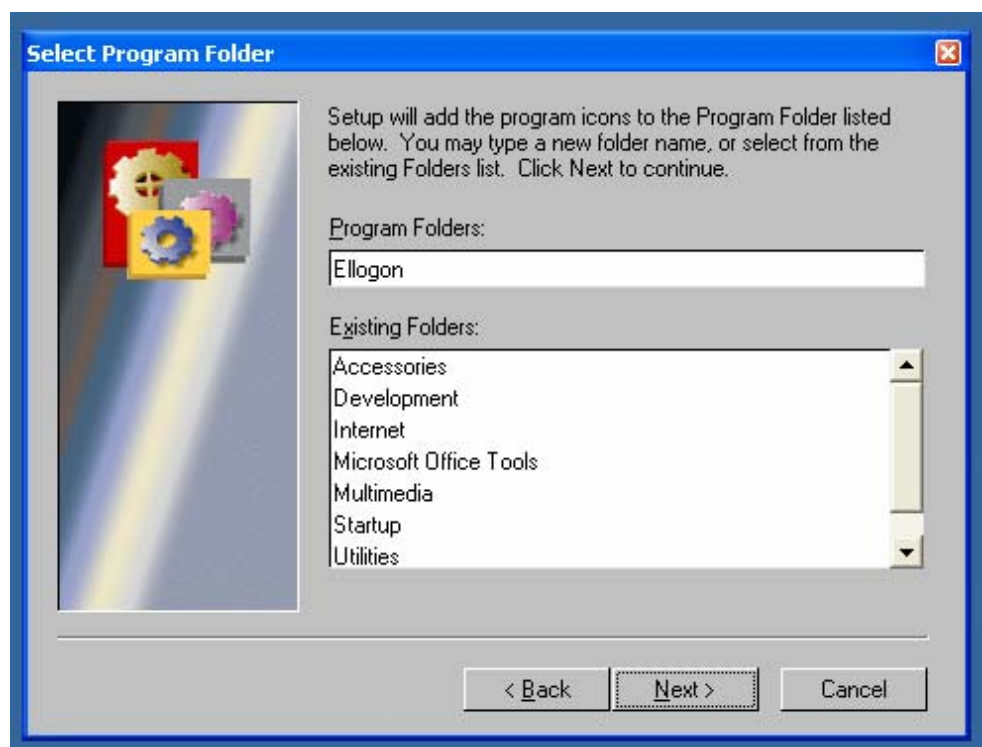 Select Program Folder
Setup will add the program icons to the Program Folder listed
below.  You may type a new folder name, or select from the
existing Folders list.  Click Next to continue.
Program Folders:
Ellogon
Existing Folders:
Accessories
Development
Internet
Microsoft Office Tools
Multimedia
Startup
Utilities
< Back
Next >
Cancel